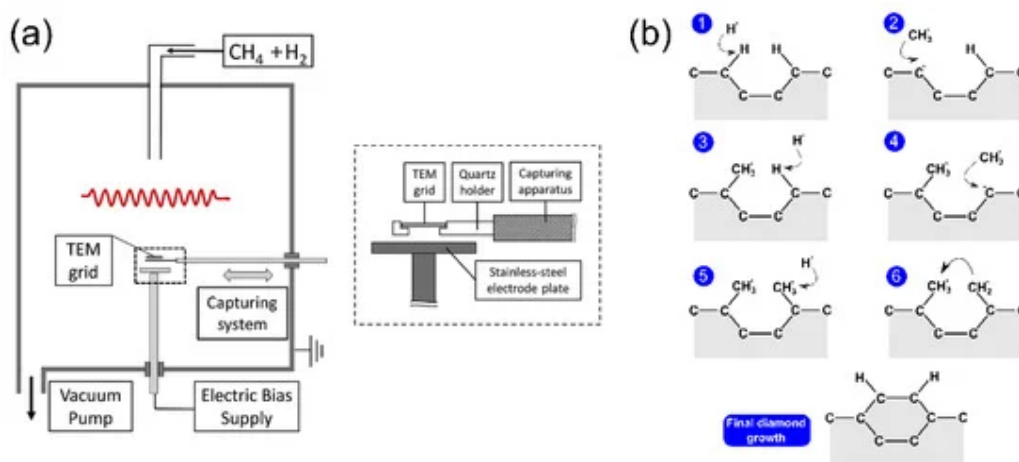 (a)
CH₄ + H₂
TEM
grid
Capturing
system
Vacuum
Pump
Electric Bias
Supply
TEM
grid
Quartz
holder
Capturing
apparatus
Stainless-steel
electrode plate
(b)
1
H˙
H H
C C C C
C C
2
CH₃˙
H
C C˙ C C
C C
3
H˙
CH₃ H
C C C C
C C
4
CH₃˙
CH₃
C C C˙ C
C C
5
H˙
CH₃ CH₃
C C C C
C C
6
CH₃ CH₂˙
C C C C
C C
H H
C C
C C C C
C C
Final diamond
growth